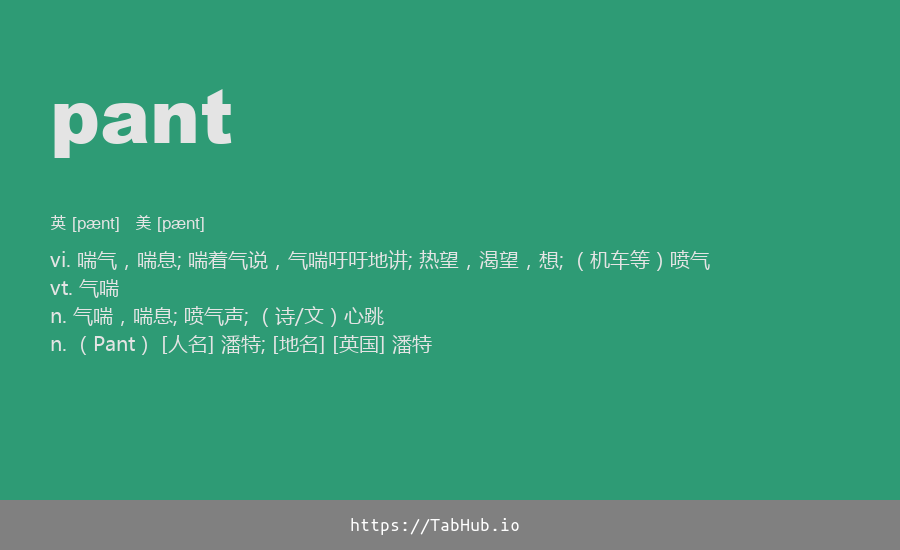 pant
英 [pænt] 美 [pænt]
vi. 喘气，喘息; 喘着气说，气喘吁吁地讲; 热望，渴望，想; （机车等）喷气
vt. 气喘
n. 气喘，喘息; 喷气声; （诗/文）心跳
n. （Pant） [人名] 潘特; [地名] [英国] 潘特
https://TabHub.io